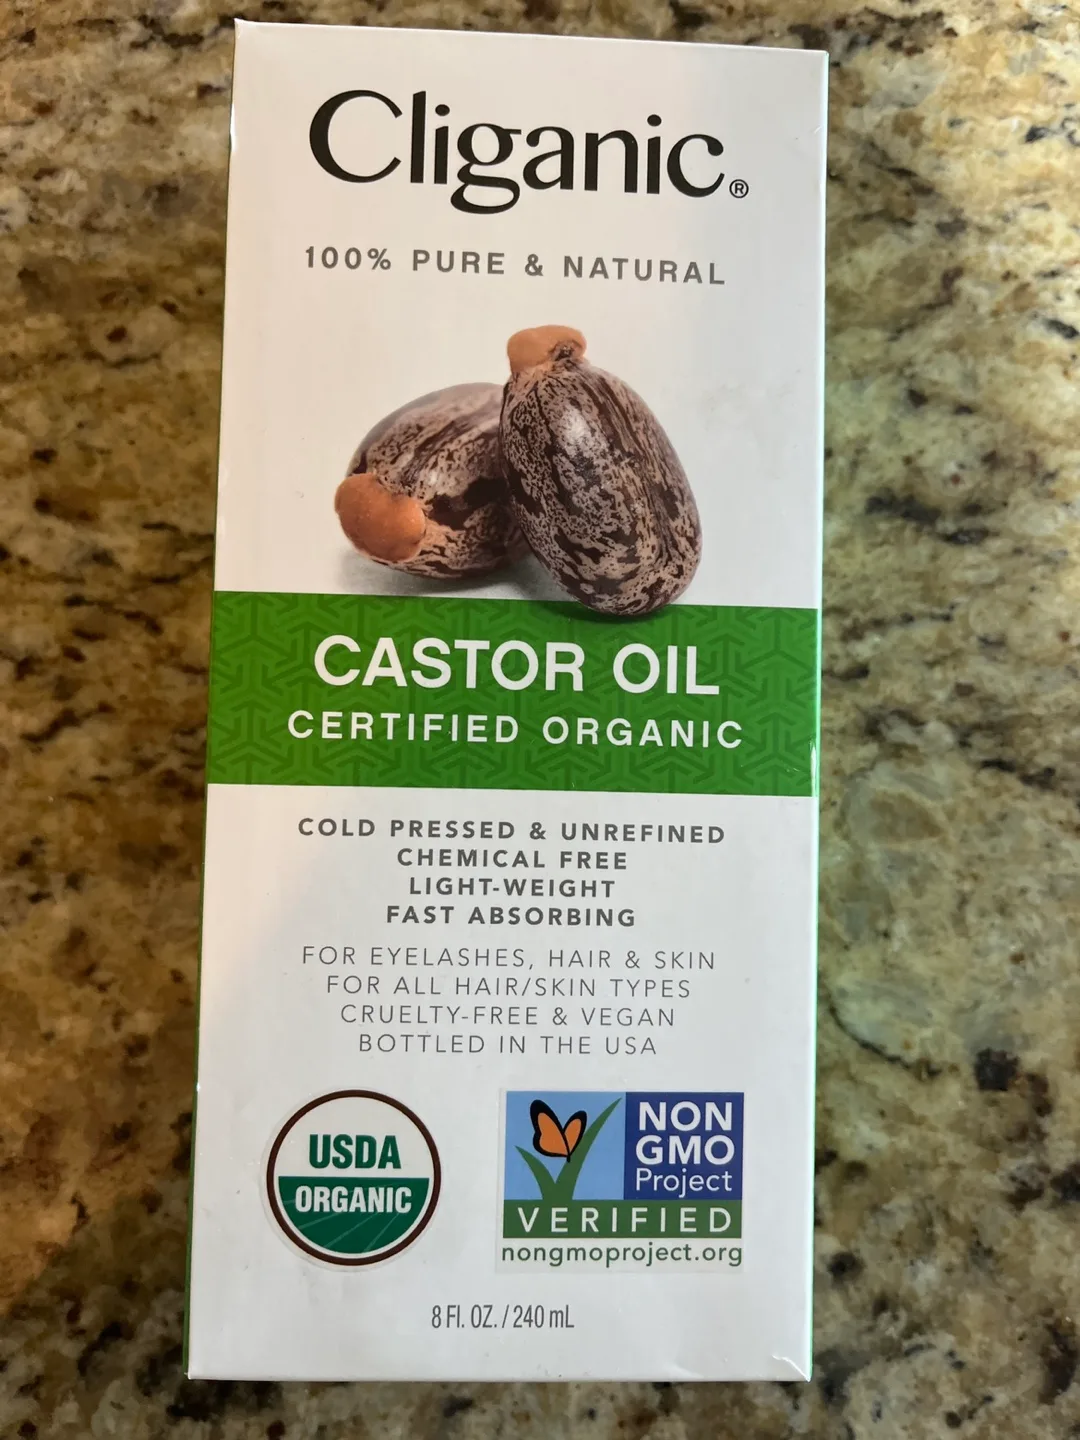 Cliganic®
100% PURE & NATURAL
CASTOR OIL
CERTIFIED ORGANIC
COLD PRESSED & UNREFINED
CHEMICAL FREE
LIGHT-WEIGHT
FAST ABSORBING
FOR EYELASHES, HAIR & SKIN
FOR ALL HAIR/SKIN TYPES
CRUELTY-FREE & VEGAN
BOTTLED IN THE USA
USDA
ORGANIC
NON
GMO
Project
VERIFIED
nongmoproject.org
8 Fl. OZ. / 240 mL